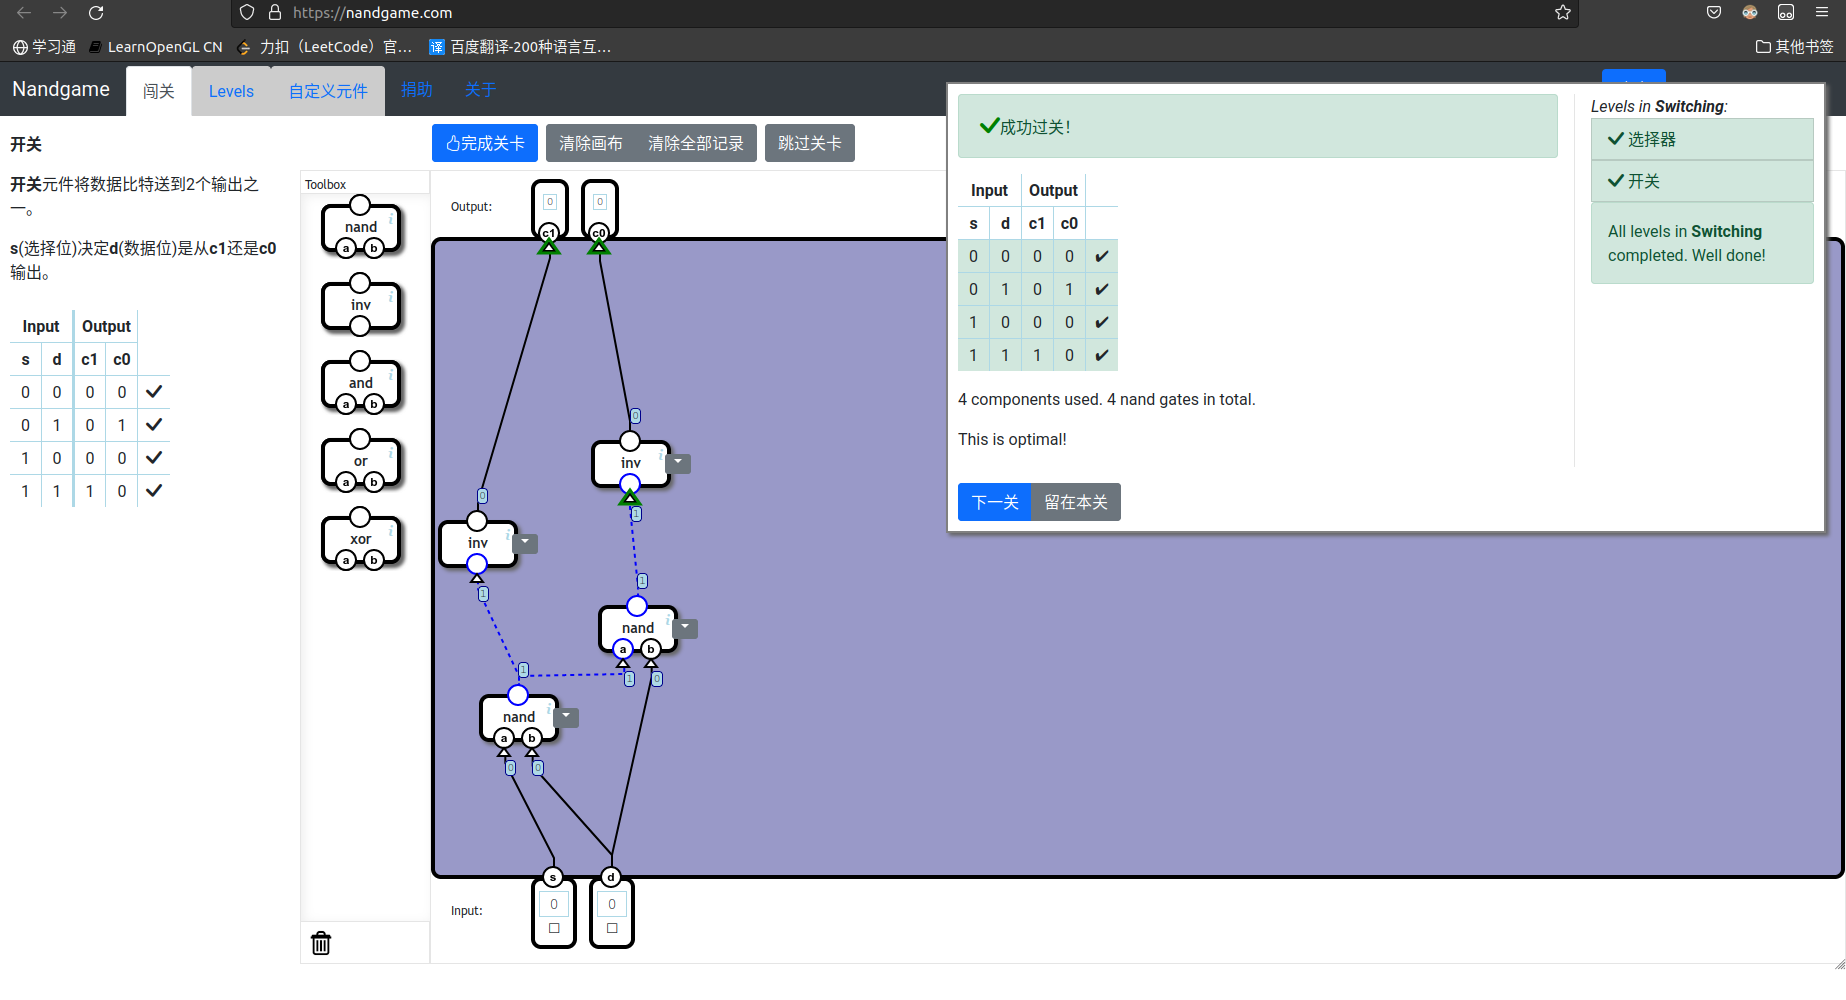 https://nandgame.com
学习通 LearnOpenGL CN 力扣（LeetCode）官... 百度翻译-200种语言互... 其他书签
Nandgame 闯关 Levels 自定义元件 捐助 关于
开关
开关元件将数据比特送到2个输出之
一。
s(选择位)决定d(数据位)是从c1还是c0
输出。
Input Output
s d c1 c0
0 0 0 0
0 1 0 1
1 0 0 0
1 1 1 0
完成关卡 清除画布 清除全部记录 跳过关卡
Toolbox
nand
a b
inv
and
a b
or
a b
xor
a b
Output:
0 0
c1 c0
0
inv
1
0
inv
1
1
nand
a b
1 0
1
nand
a b
0 0
s d
Input:
0 0
成功过关！
Input Output
s d c1 c0
0 0 0 0
0 1 0 1
1 0 0 0
1 1 1 0
4 components used. 4 nand gates in total.
This is optimal!
下一关 留在本关
Levels in Switching:
选择器
开关
All levels in Switching
completed. Well done!